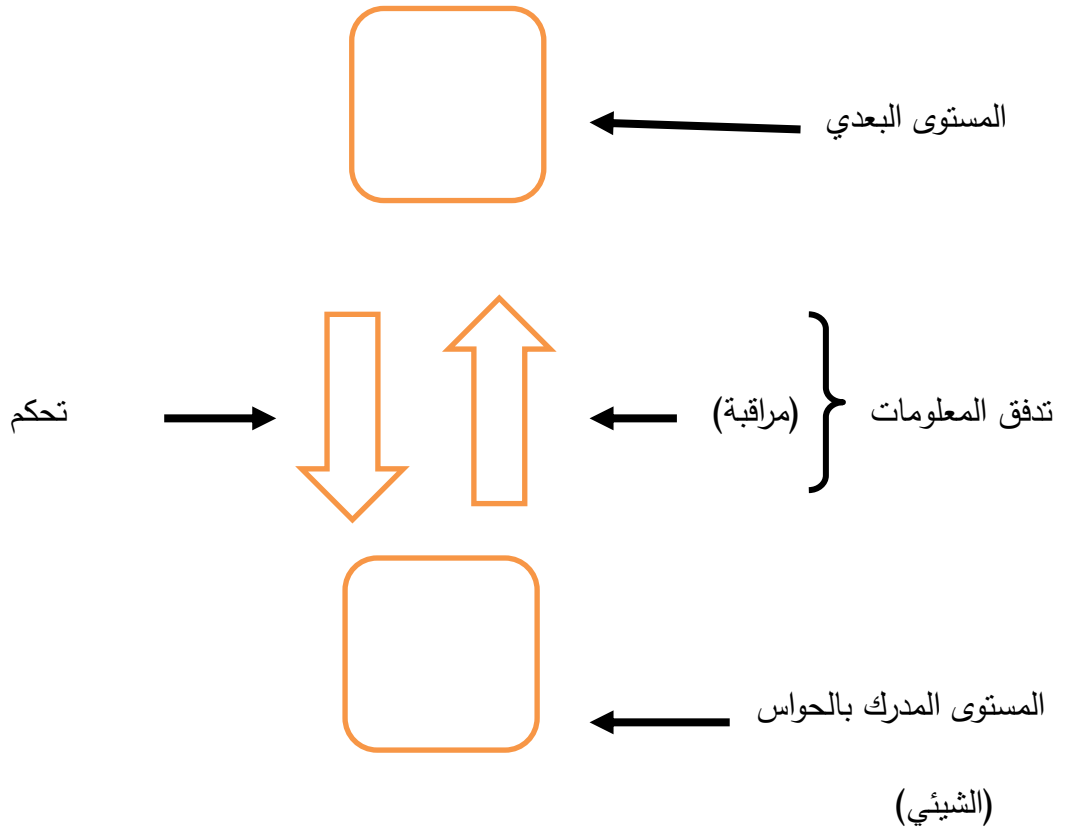 المستوى البعدي
تدفق المعلومات
(مراقبة)
تحكم
المستوى المدرك بالحواس
(الشيئي)